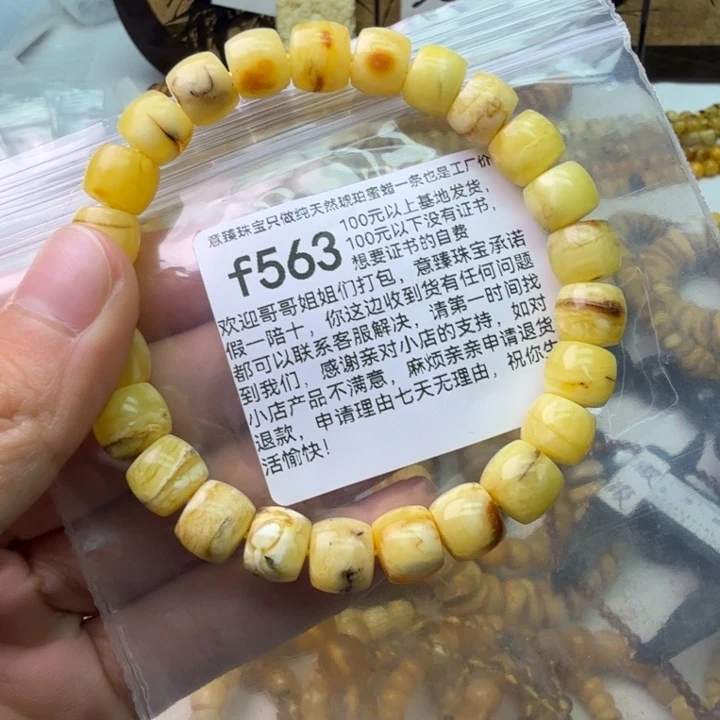 意臻珠宝只做纯天然琥珀蜜蜡一条也是工厂价
100元以上基地发货，
f563
100元以下没有证书，
想要证书的自费
欢迎哥哥姐姐们打包，意臻珠宝承诺
假一陪十，你这边收到货有任何问题
都可以联系客服解决，请第一时间找
到我们，感谢亲对小店的支持，如对
小店产品不满意，麻烦亲亲申请退货
退款，申请理由七天无理由，祝你生
活愉快！